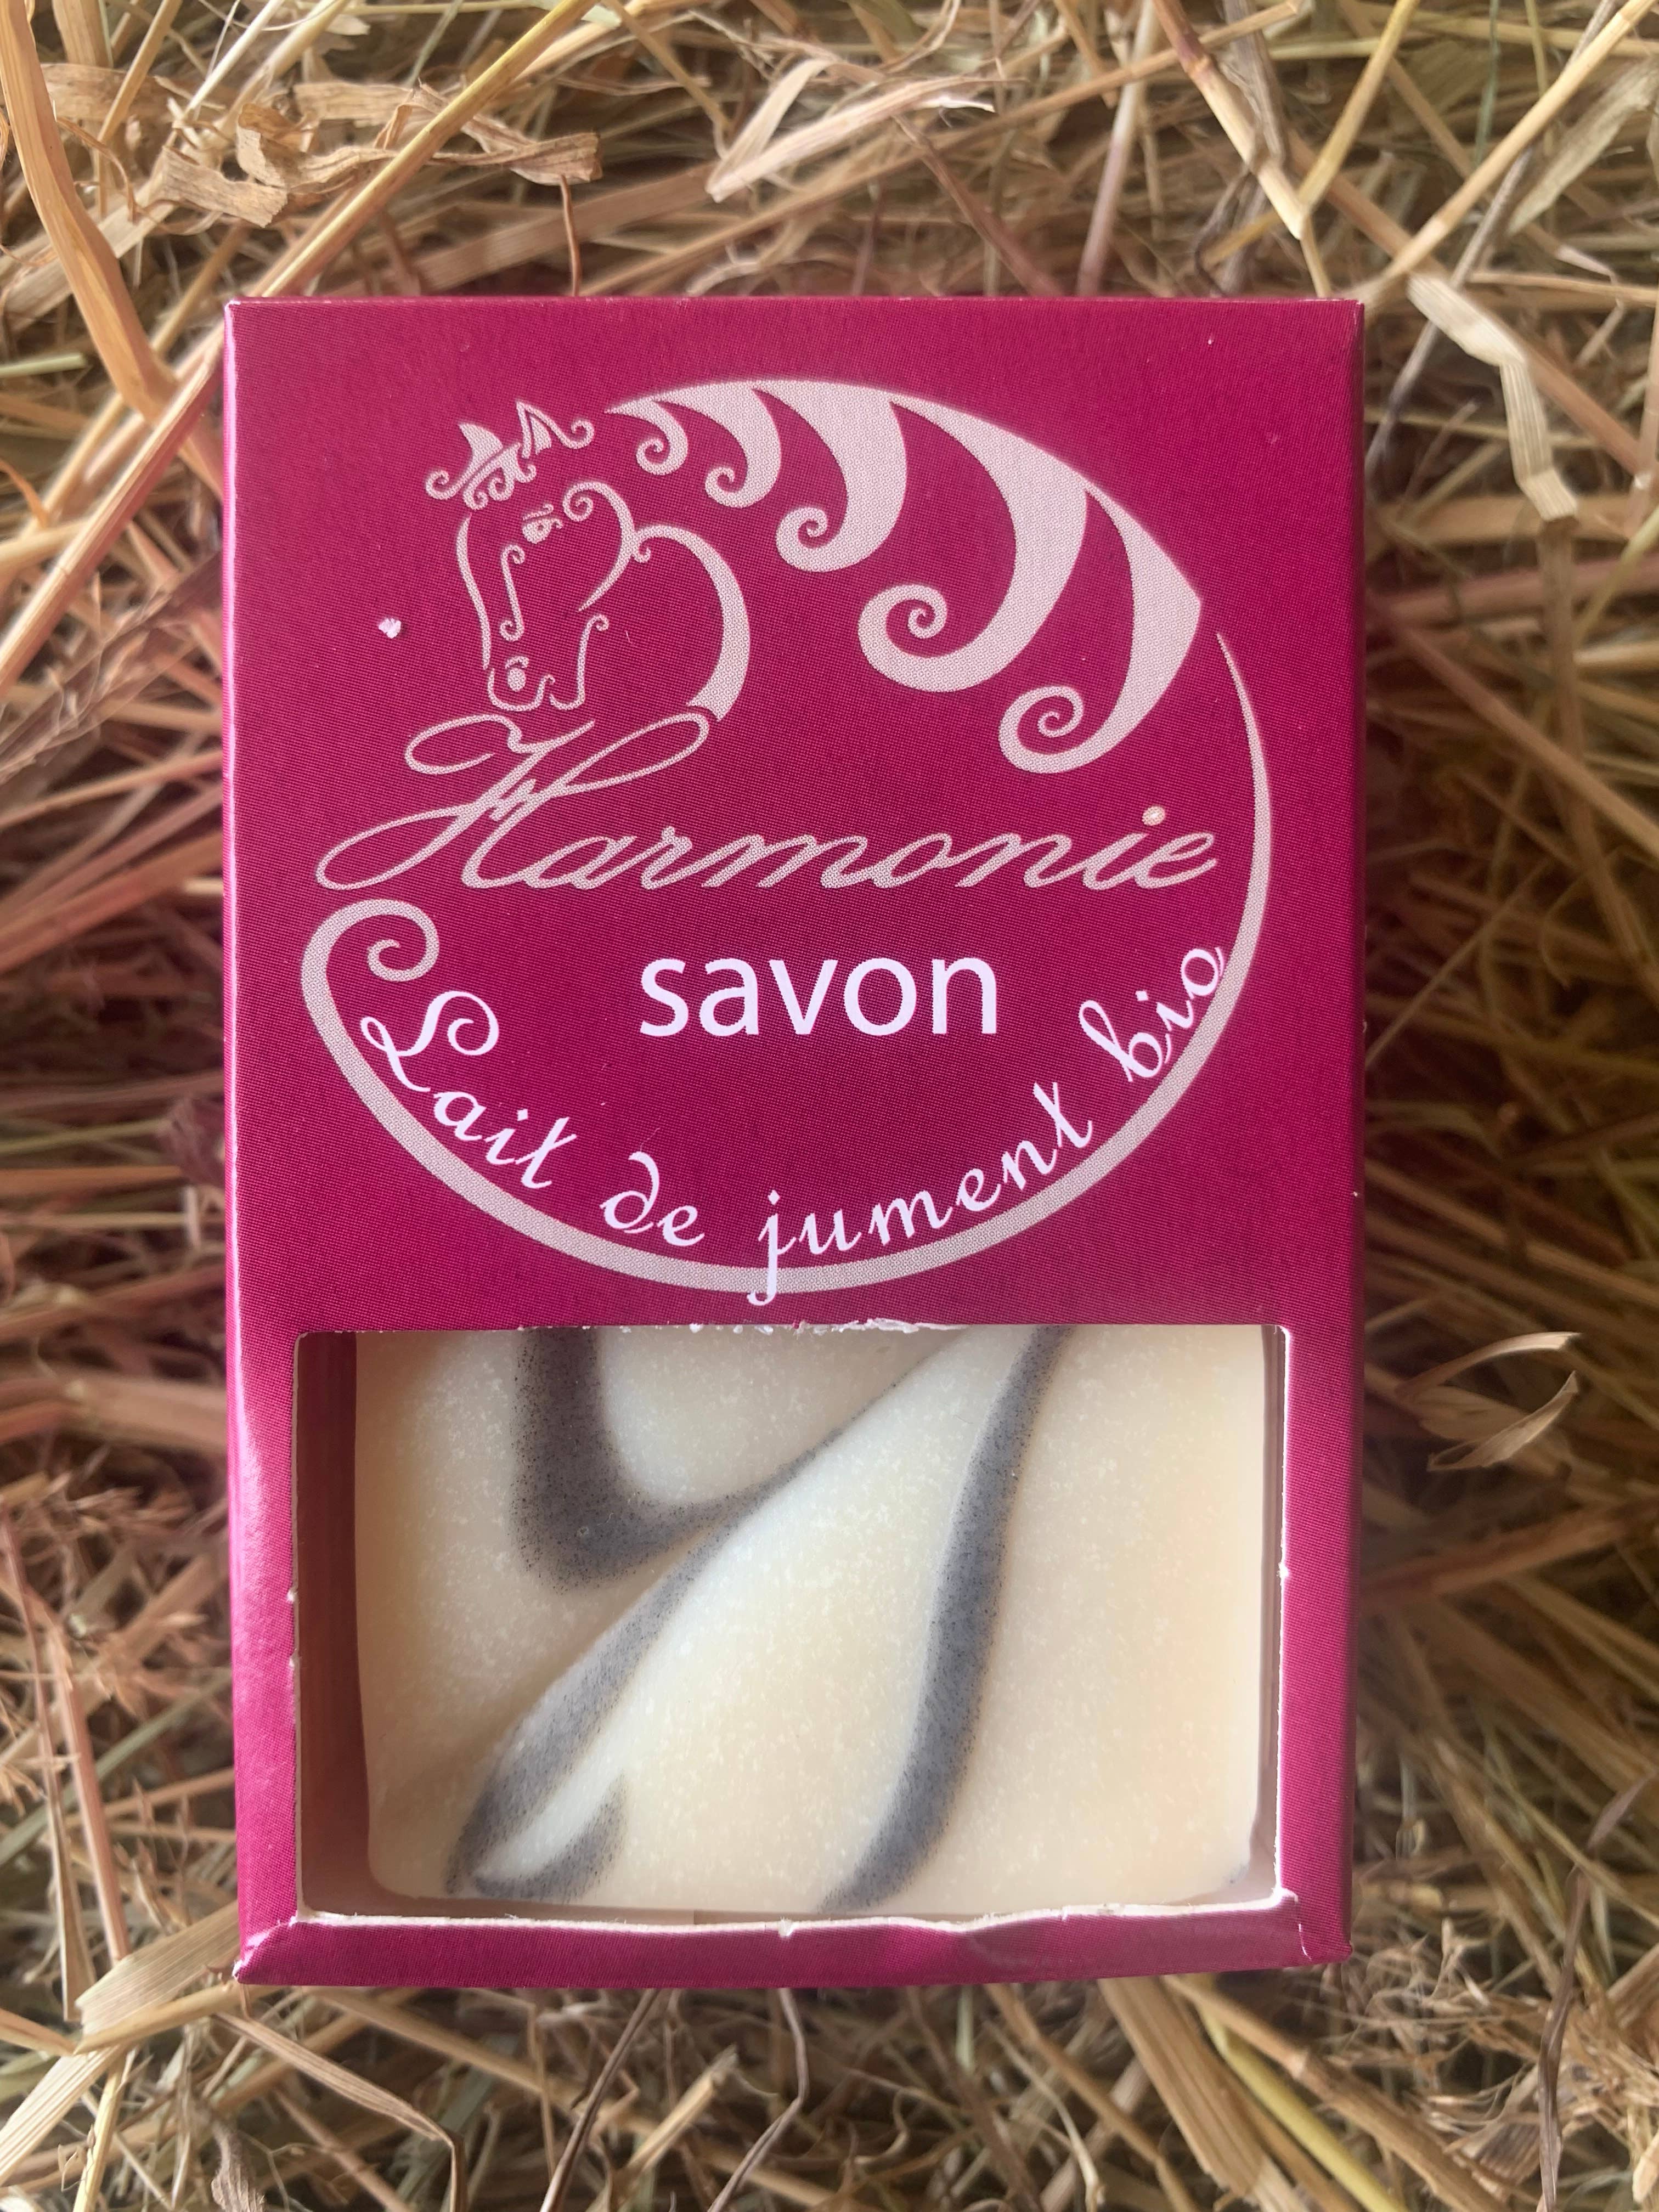 Harmonie
savon
Lait de jument bio